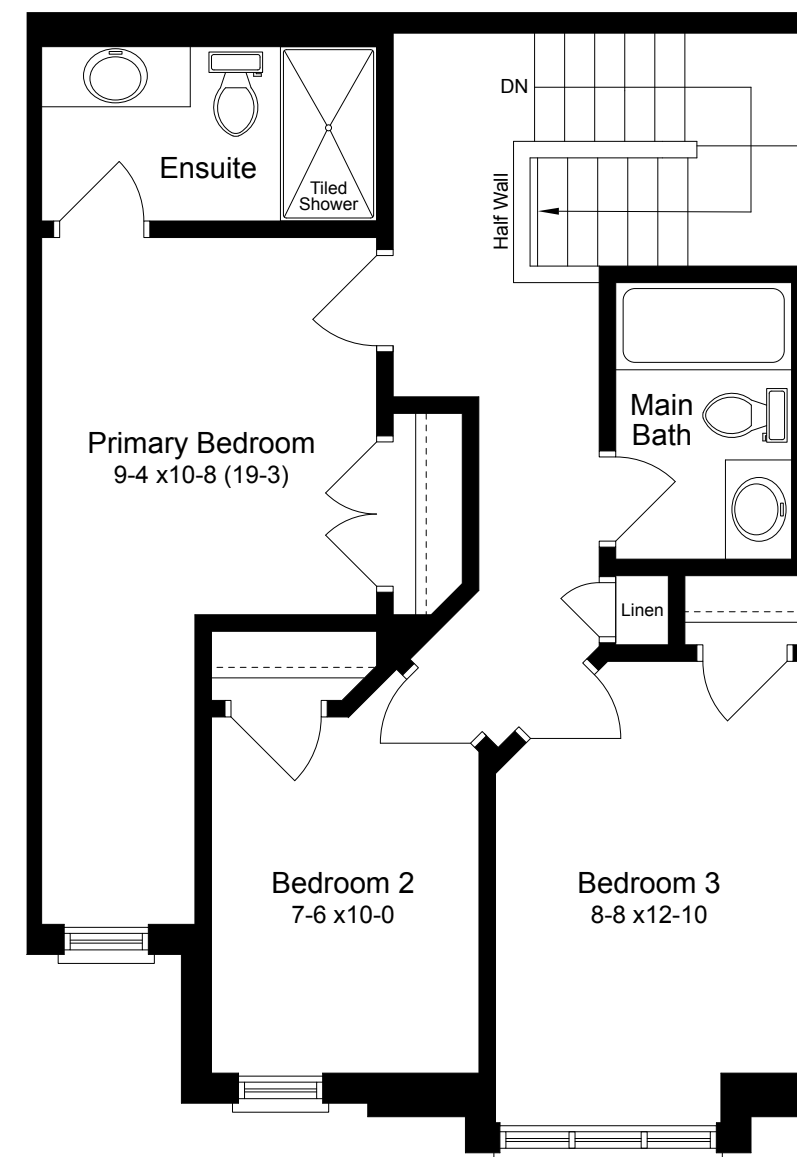 DN
Ensuite
Tiled
Shower
Half Wall
Primary Bedroom
9-4 x10-8 (19-3)
Main
Bath
Linen
Bedroom 2
7-6 x10-0
Bedroom 3
8-8 x12-10